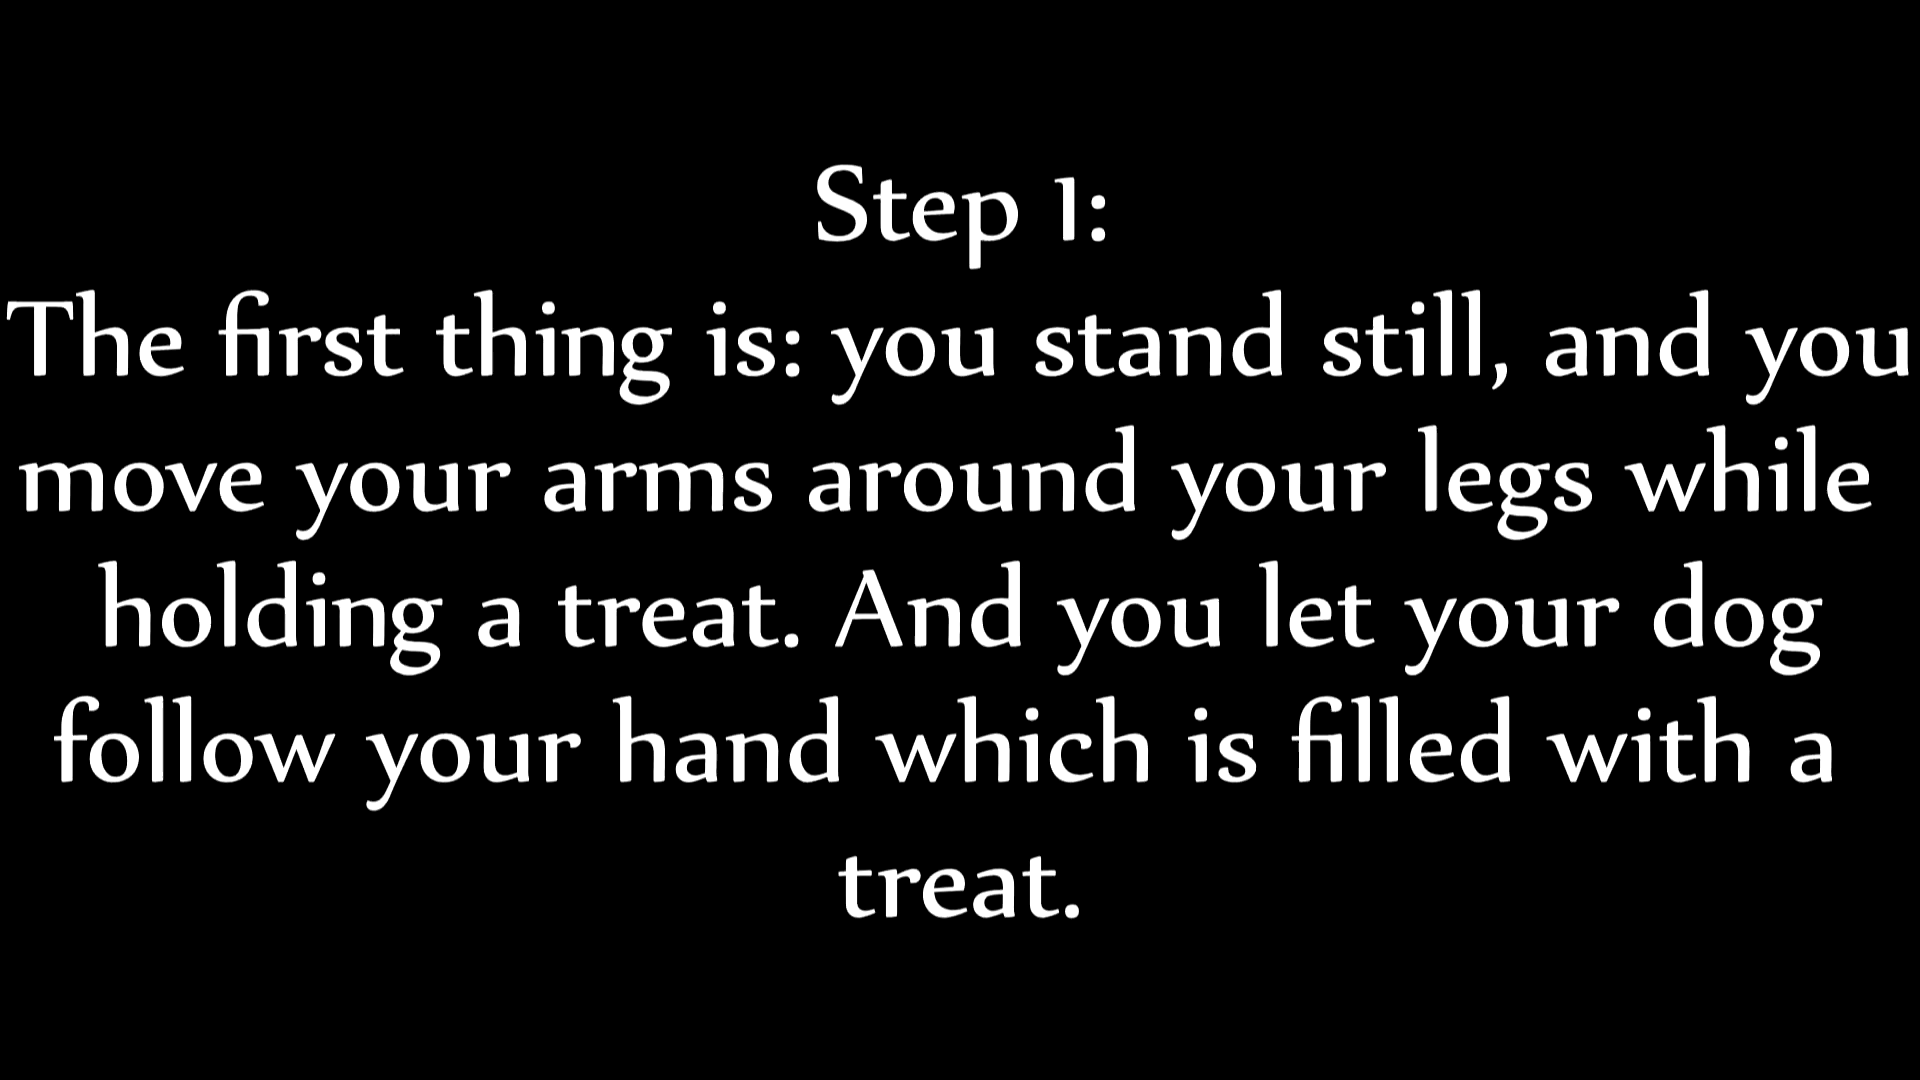 Step 1:
The first thing is: you stand still, and you
move your arms around your legs while
holding a treat. And you let your dog
follow your hand which is filled with a
treat.